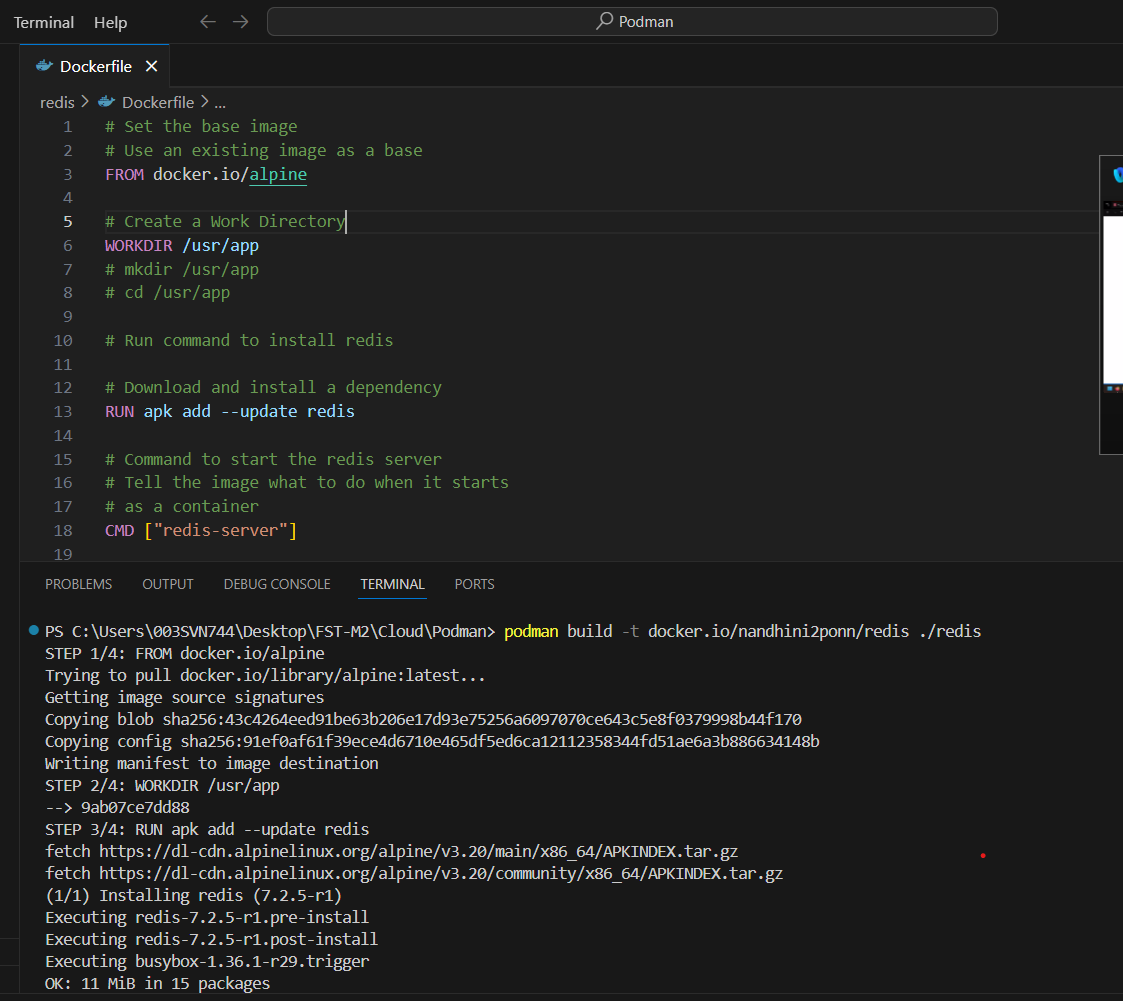 Terminal Help Podman
Dockerfile
redis > Dockerfile > ...
1 # Set the base image
2 # Use an existing image as a base
3 FROM docker.io/alpine
4
5 # Create a Work Directory
6 WORKDIR /usr/app
7 # mkdir /usr/app
8 # cd /usr/app
9
10 # Run command to install redis
11
12 # Download and install a dependency
13 RUN apk add --update redis
14
15 # Command to start the redis server
16 # Tell the image what to do when it starts
17 # as a container
18 CMD ["redis-server"]
19
PROBLEMS OUTPUT DEBUG CONSOLE TERMINAL PORTS
PS C:\Users\003SVN744\Desktop\FST-M2\Cloud\Podman> podman build -t docker.io/nandhini2ponn/redis ./redis
STEP 1/4: FROM docker.io/alpine
Trying to pull docker.io/library/alpine:latest...
Getting image source signatures
Copying blob sha256:43c4264eed91be63b206e17d93e75256a6097070ce643c5e8f0379998b44f170
Copying config sha256:91ef0af61f39ece4d6710e465df5ed6ca12112358344fd51ae6a3b886634148b
Writing manifest to image destination
STEP 2/4: WORKDIR /usr/app
--> 9ab07ce7dd88
STEP 3/4: RUN apk add --update redis
fetch https://dl-cdn.alpinelinux.org/alpine/v3.20/main/x86_64/APKINDEX.tar.gz
fetch https://dl-cdn.alpinelinux.org/alpine/v3.20/community/x86_64/APKINDEX.tar.gz
(1/1) Installing redis (7.2.5-r1)
Executing redis-7.2.5-r1.pre-install
Executing redis-7.2.5-r1.post-install
Executing busybox-1.36.1-r29.trigger
OK: 11 MiB in 15 packages